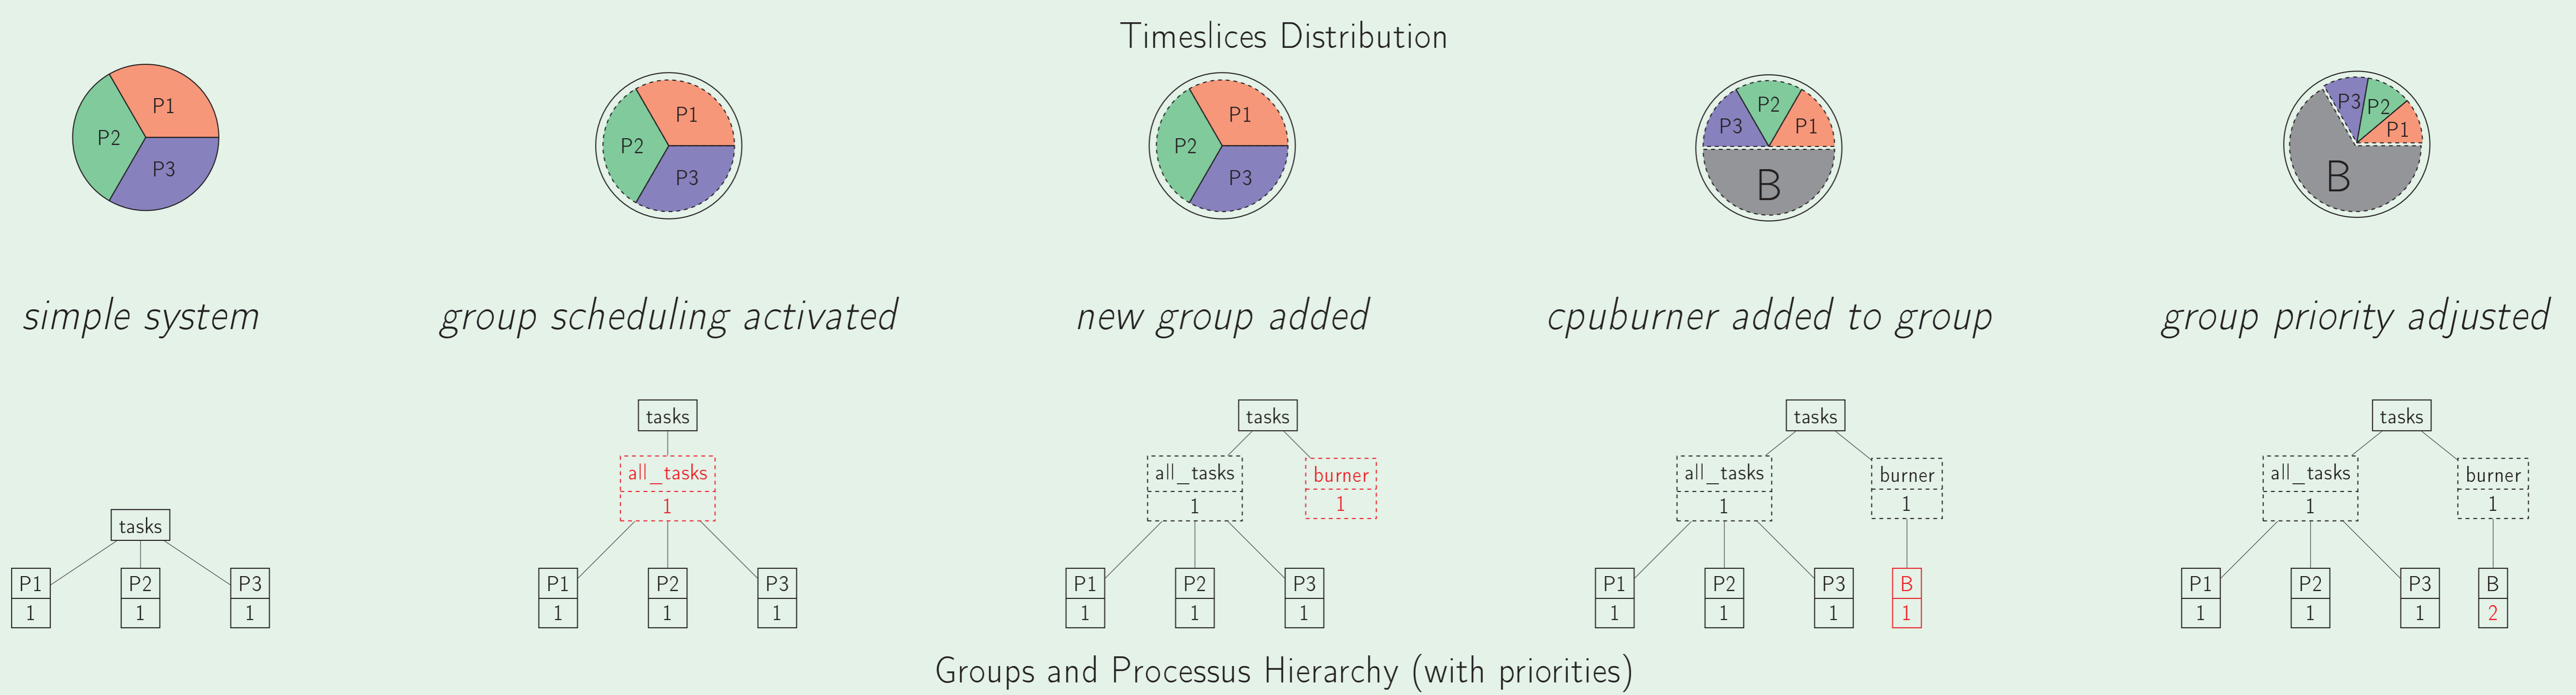 Timeslices Distribution
P1
P2
P3
P1
P2
P3
P1
P2
P3
P2
P3
P1
B
P3
P2
P1
B
simple system
group scheduling activated
new group added
cpuburner added to group
group priority adjusted
tasks
P1 P2 P3
1 1 1
tasks
all_tasks
1
P1 P2 P3
1 1 1
tasks
all_tasks burner
1 1
P1 P2 P3
1 1 1
tasks
all_tasks burner
1 1
P1 P2 P3 B
1 1 1 1
tasks
all_tasks burner
1 1
P1 P2 P3 B
1 1 1 2
Groups and Processus Hierarchy (with priorities)